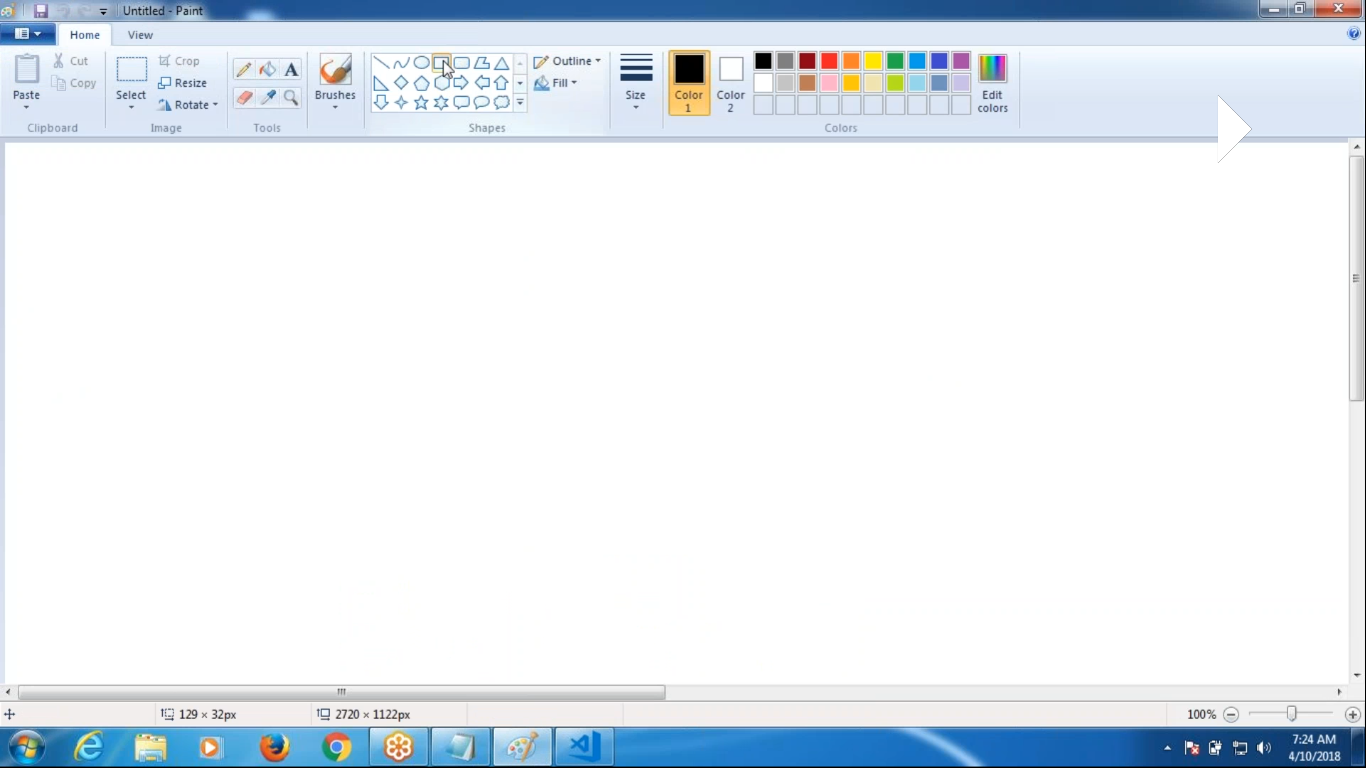 Untitled - Paint
Home View
Paste
Cut
Copy
Clipboard
Select
Crop
Resize
Rotate
Image
A
Tools
Brushes
Shapes
Outline
Fill
Size
Color 1
Color 2
Edit colors
Colors
129 × 32px
2720 × 1122px
100%
7:24 AM
4/10/2018